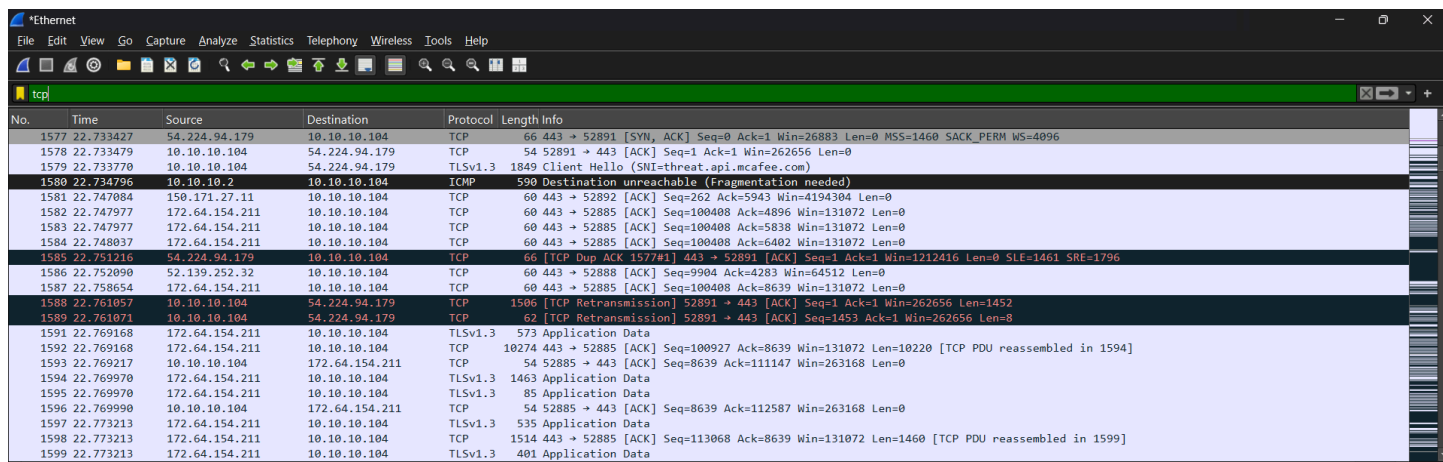 *Ethernet
File Edit View Go Capture Analyze Statistics Telephony Wireless Tools Help
tcp
No. Time Source Destination Protocol Length Info
1577 22.733427 54.224.94.179 10.10.10.104 TCP 66 443 → 52891 [SYN, ACK] Seq=0 Ack=1 Win=26883 Len=0 MSS=1460 SACK_PERM WS=4096
1578 22.733479 10.10.10.104 54.224.94.179 TCP 54 52891 → 443 [ACK] Seq=1 Ack=1 Win=262656 Len=0
1579 22.733770 10.10.10.104 54.224.94.179 TLSv1.3 1849 Client Hello (SNI=threat.api.mcafee.com)
1580 22.734796 10.10.10.2 10.10.10.104 ICMP 590 Destination unreachable (Fragmentation needed)
1581 22.747084 150.171.27.11 10.10.10.104 TCP 60 443 → 52892 [ACK] Seq=262 Ack=5943 Win=4194304 Len=0
1582 22.747977 172.64.154.211 10.10.10.104 TCP 60 443 → 52885 [ACK] Seq=100408 Ack=4896 Win=131072 Len=0
1583 22.747977 172.64.154.211 10.10.10.104 TCP 60 443 → 52885 [ACK] Seq=100408 Ack=5838 Win=131072 Len=0
1584 22.748037 172.64.154.211 10.10.10.104 TCP 60 443 → 52885 [ACK] Seq=100408 Ack=6402 Win=131072 Len=0
1585 22.751216 54.224.94.179 10.10.10.104 TCP 66 [TCP Dup ACK 1577#1] 443 → 52891 [ACK] Seq=1 Ack=1 Win=1212416 Len=0 SLE=1461 SRE=1796
1586 22.752090 52.139.252.32 10.10.10.104 TCP 60 443 → 52888 [ACK] Seq=9904 Ack=4283 Win=64512 Len=0
1587 22.758654 172.64.154.211 10.10.10.104 TCP 60 443 → 52885 [ACK] Seq=100408 Ack=8639 Win=131072 Len=0
1588 22.761057 10.10.10.104 54.224.94.179 TCP 1506 [TCP Retransmission] 52891 → 443 [ACK] Seq=1 Ack=1 Win=262656 Len=1452
1589 22.761071 10.10.10.104 54.224.94.179 TCP 62 [TCP Retransmission] 52891 → 443 [ACK] Seq=1453 Ack=1 Win=262656 Len=8
1591 22.769168 172.64.154.211 10.10.10.104 TLSv1.3 573 Application Data
1592 22.769168 172.64.154.211 10.10.10.104 TCP 10274 443 → 52885 [ACK] Seq=100927 Ack=8639 Win=131072 Len=10220 [TCP PDU reassembled in 1594]
1593 22.769217 10.10.10.104 172.64.154.211 TCP 54 52885 → 443 [ACK] Seq=8639 Ack=111147 Win=263168 Len=0
1594 22.769970 172.64.154.211 10.10.10.104 TLSv1.3 1463 Application Data
1595 22.769970 172.64.154.211 10.10.10.104 TLSv1.3 85 Application Data
1596 22.769990 10.10.10.104 172.64.154.211 TCP 54 52885 → 443 [ACK] Seq=8639 Ack=112587 Win=263168 Len=0
1597 22.773213 172.64.154.211 10.10.10.104 TLSv1.3 535 Application Data
1598 22.773213 172.64.154.211 10.10.10.104 TCP 1514 443 → 52885 [ACK] Seq=113068 Ack=8639 Win=131072 Len=1460 [TCP PDU reassembled in 1599]
1599 22.773213 172.64.154.211 10.10.10.104 TLSv1.3 401 Application Data